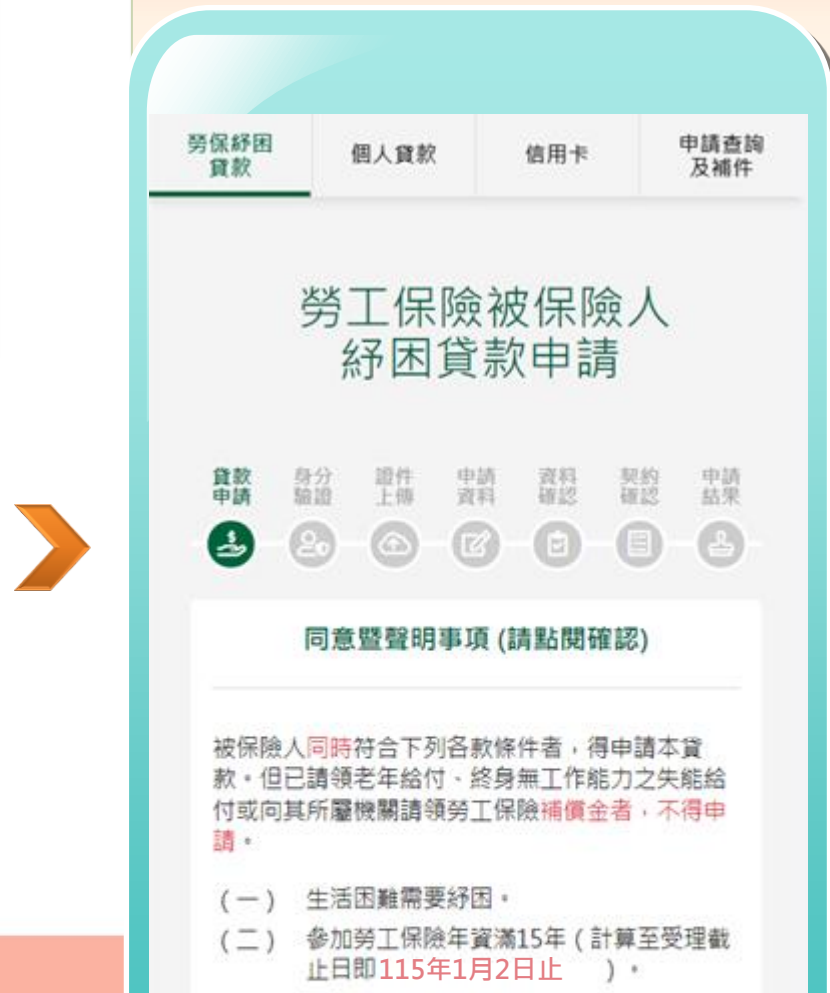 勞保紓困
貸款
個人貸款
信用卡
申請查詢
及補件
勞工保險被保險人
紓困貸款申請
貸款
申請
身分
驗證
證件
上傳
申請
資料
資料
確認
契約
確認
申請
結果
同意暨聲明事項 (請點閱確認)
被保險人同時符合下列各款條件者，得申請本貸
款。但已請領老年給付、終身無工作能力之失能給
付或向其所屬機關請領勞工保險補償金者，不得申
請。
(一) 生活困難需要紓困。
(二) 參加勞工保險年資滿15年（計算至受理截
止日即115年1月2日止 ）。